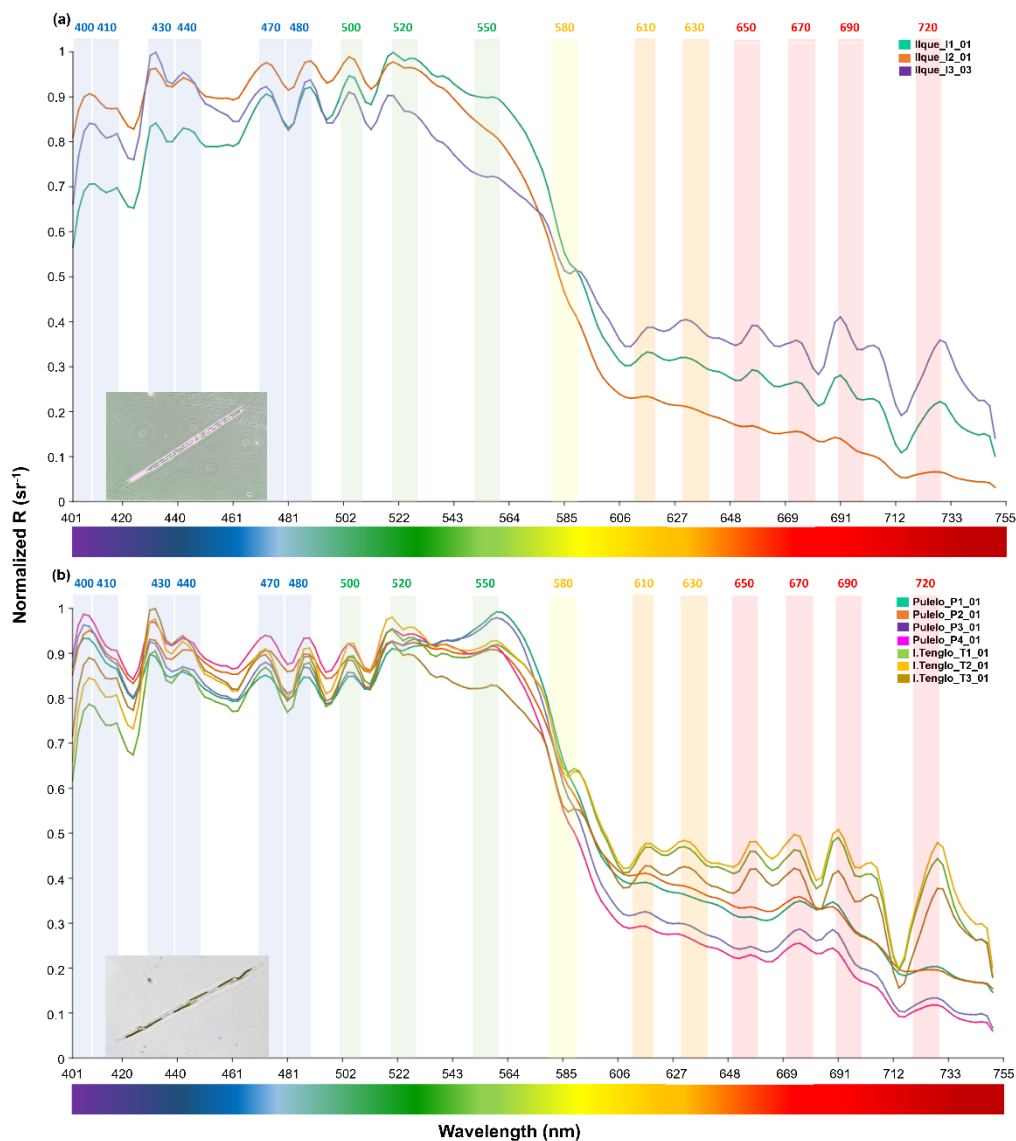 (a) 400 410 430 440 470 480 500 520 550 580 610 630 650 670 690 720
Ilque_I1_01
Ilque_I2_01
Ilque_I3_03
1
0.9
0.8
0.7
0.6
0.5
0.4
0.3
0.2
0.1
0
401 420 440 461 481 502 522 543 564 585 606 627 648 669 691 712 733 755
Normalized R (sr-1)
(b) 400 410 430 440 470 480 500 520 550 580 610 630 650 670 690 720
Pulelo_P1_01
Pulelo_P2_01
Pulelo_P3_01
Pulelo_P4_01
I.Tenglo_T1_01
I.Tenglo_T2_01
I.Tenglo_T3_01
1
0.9
0.8
0.7
0.6
0.5
0.4
0.3
0.2
0.1
0
401 420 440 461 481 502 522 543 564 585 606 627 648 669 691 712 733 755
Wavelength (nm)